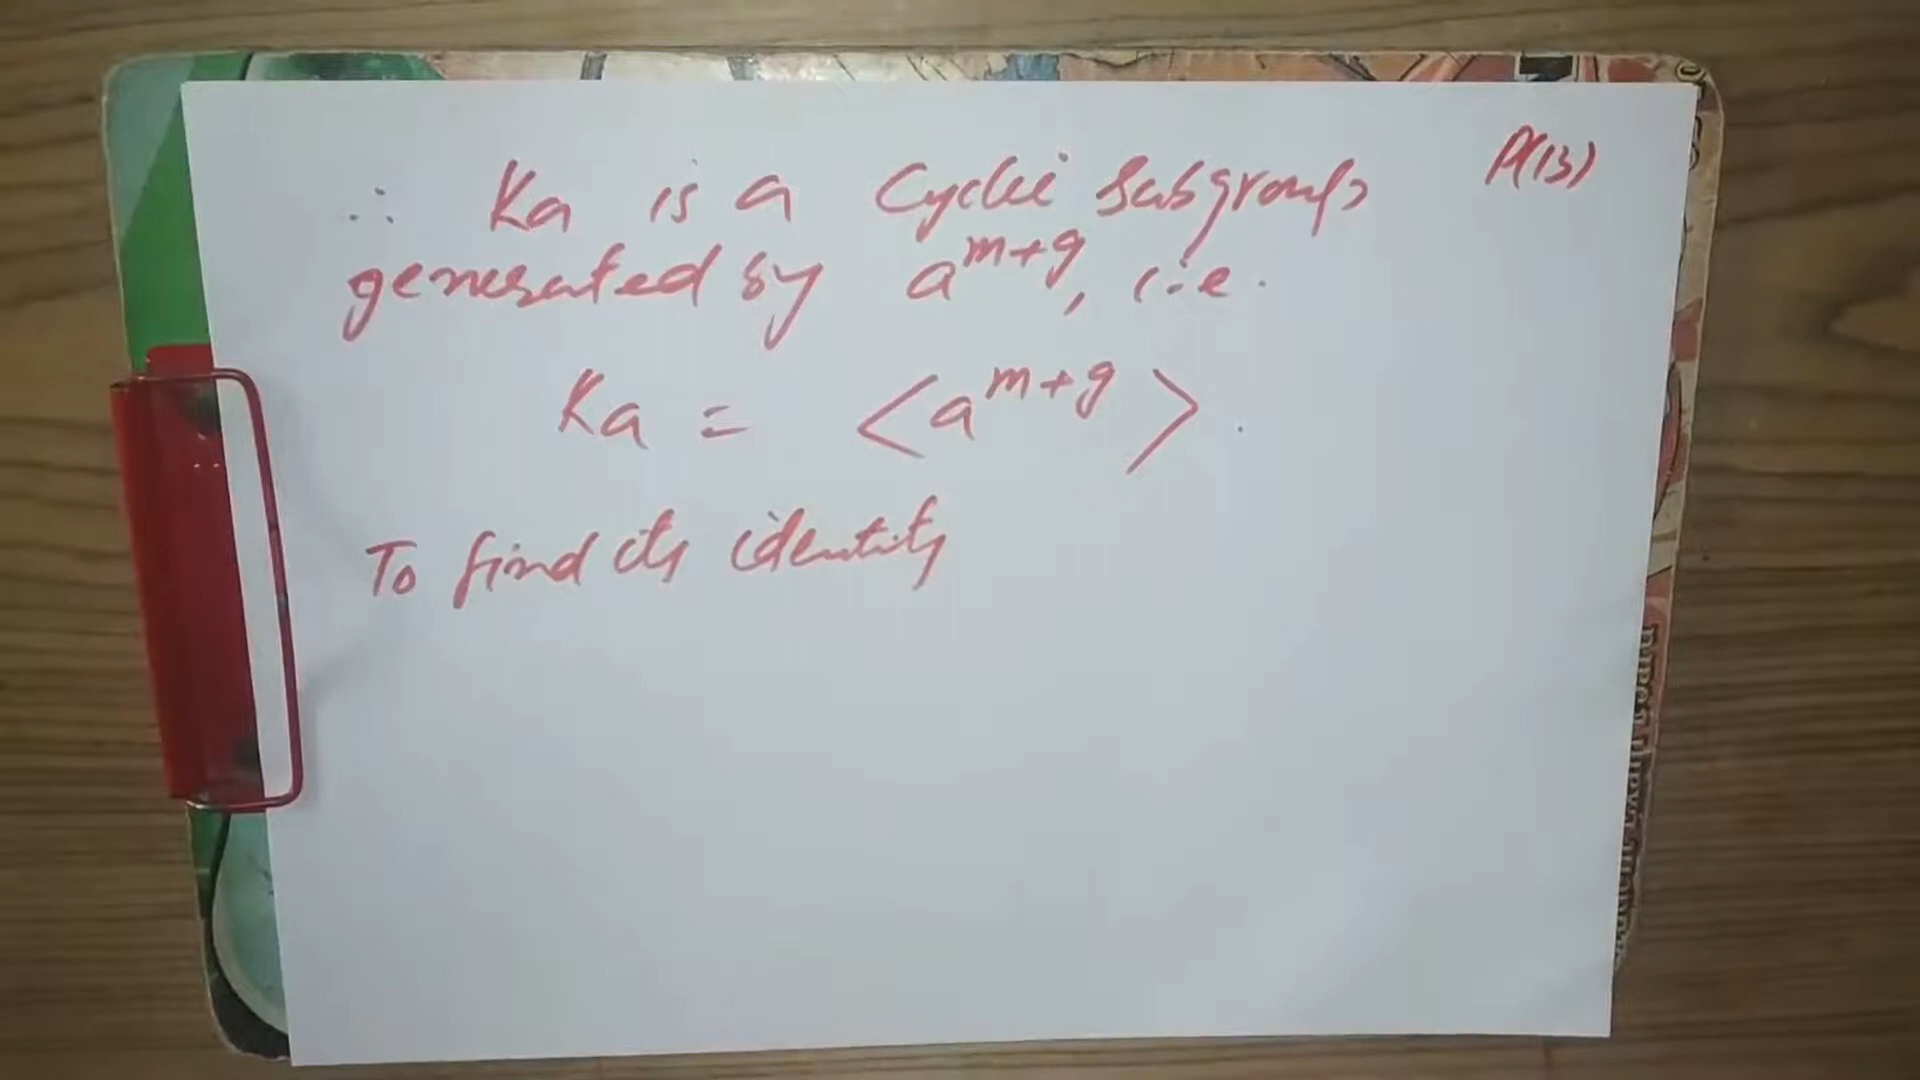 P(13)
∴ Ka is a Cyclic Subgroup
generated by a^{m+g}, i.e.
Ka = <a^{m+g}>.
To find its identity